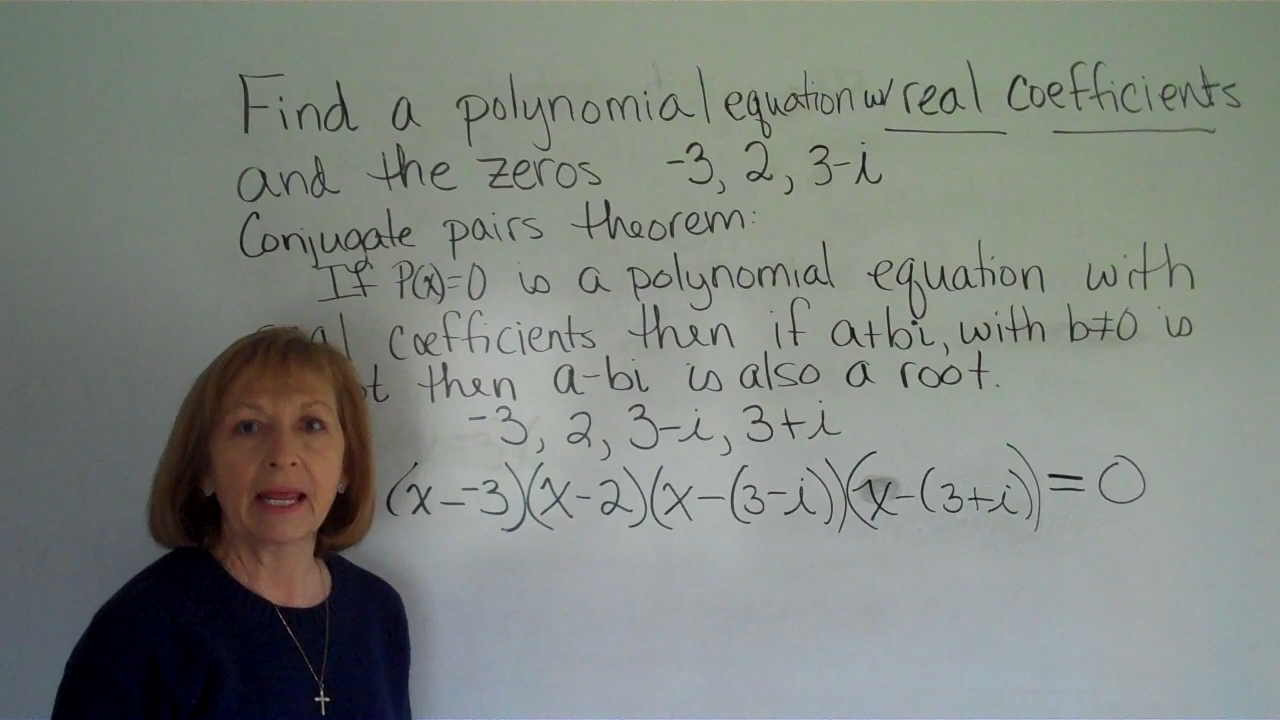 Find a polynomial equation w/ real coefficients
and the zeros -3, 2, 3-i
Conjugate pairs theorem:
If P(x)=0 is a polynomial equation with
coefficients then if a+bi, with b≠0 is
then a-bi is also a root.
-3, 2, 3-i, 3+i
(x--3)(x-2)(x-(3-i))(x-(3+i))=0